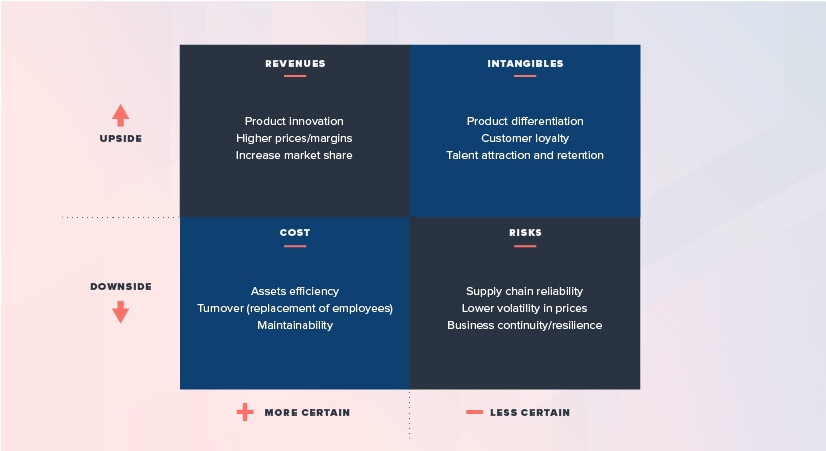 REVENUES
INTANGIBLES
Product innovation
Higher prices/margins
Increase market share
Product differentiation
Customer loyalty
Talent attraction and retention
UPSIDE
COST
RISKS
Assets efficiency
Turnover (replacement of employees)
Maintainability
Supply chain reliability
Lower volatility in prices
Business continuity/resilience
DOWNSIDE
MORE CERTAIN
LESS CERTAIN